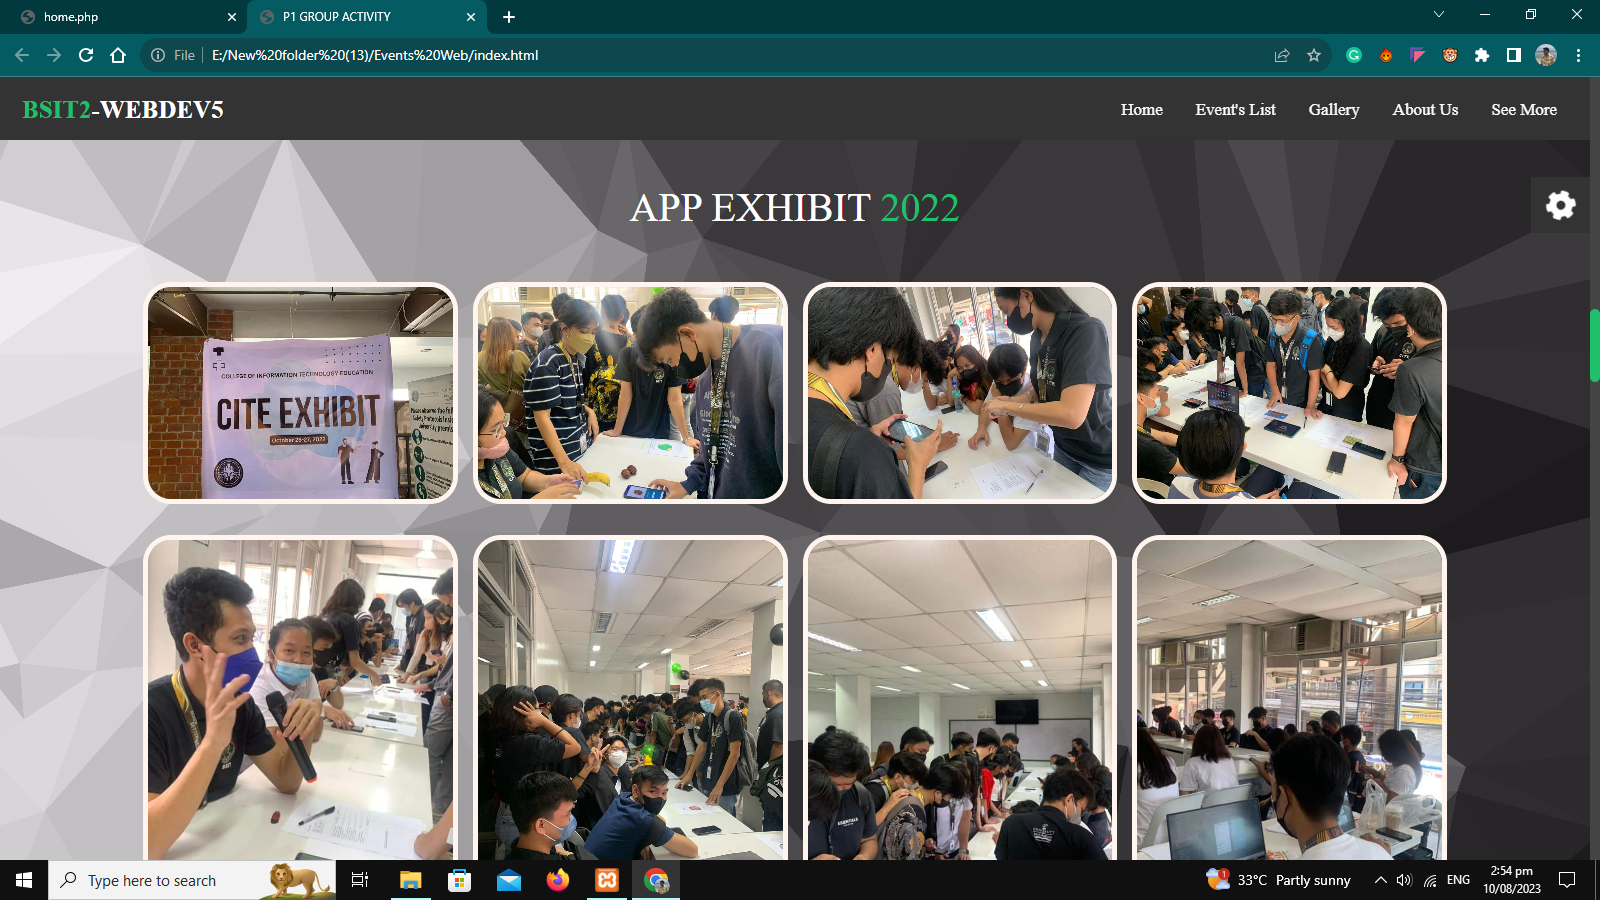 home.php
P1 GROUP ACTIVITY
File
E:/New%20folder%20(13)/Events%20Web/index.html
BSIT2-WEBDEV5
Home
Event's List
Gallery
About Us
See More
APP EXHIBIT 2022
COLLEGE OF INFORMATION TECHNOLOGY EDUCATION
CITE EXHIBIT
October 26-27, 2022
Type here to search
1
33°C Partly sunny
ENG
2:54 pm
10/08/2023